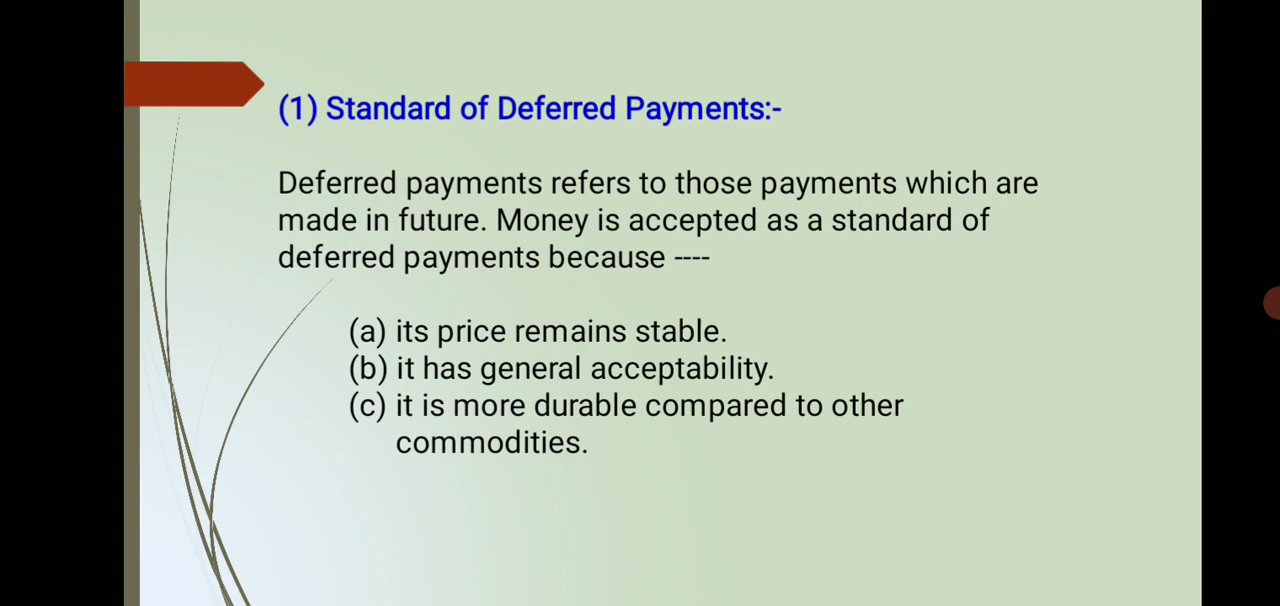 (1) Standard of Deferred Payments:-
Deferred payments refers to those payments which are
made in future. Money is accepted as a standard of
deferred payments because ----
(a) its price remains stable.
(b) it has general acceptability.
(c) it is more durable compared to other
commodities.